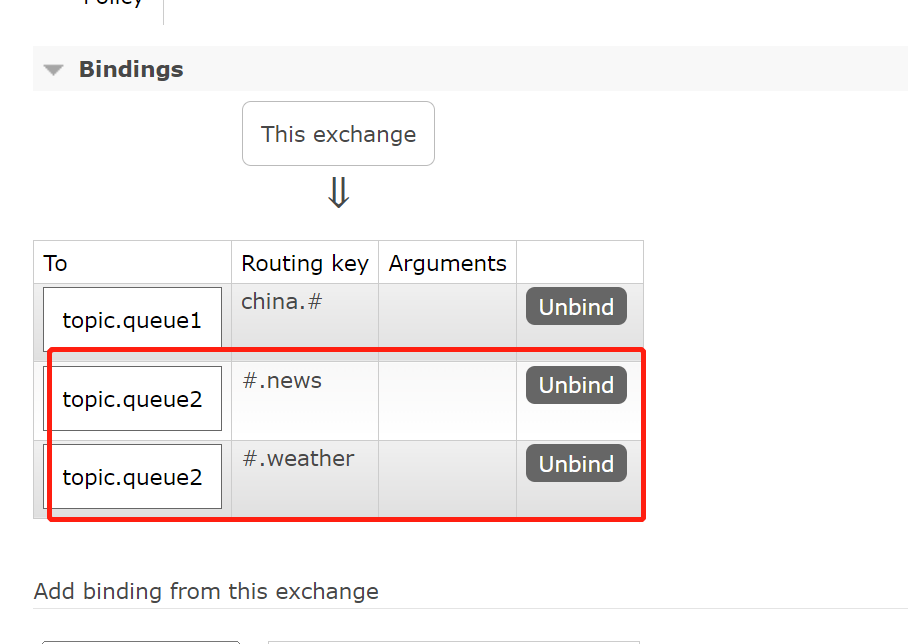 Policy
Bindings
This exchange
⇓
To Routing key Arguments
topic.queue1 china.# Unbind
topic.queue2 #.news Unbind
topic.queue2 #.weather Unbind
Add binding from this exchange